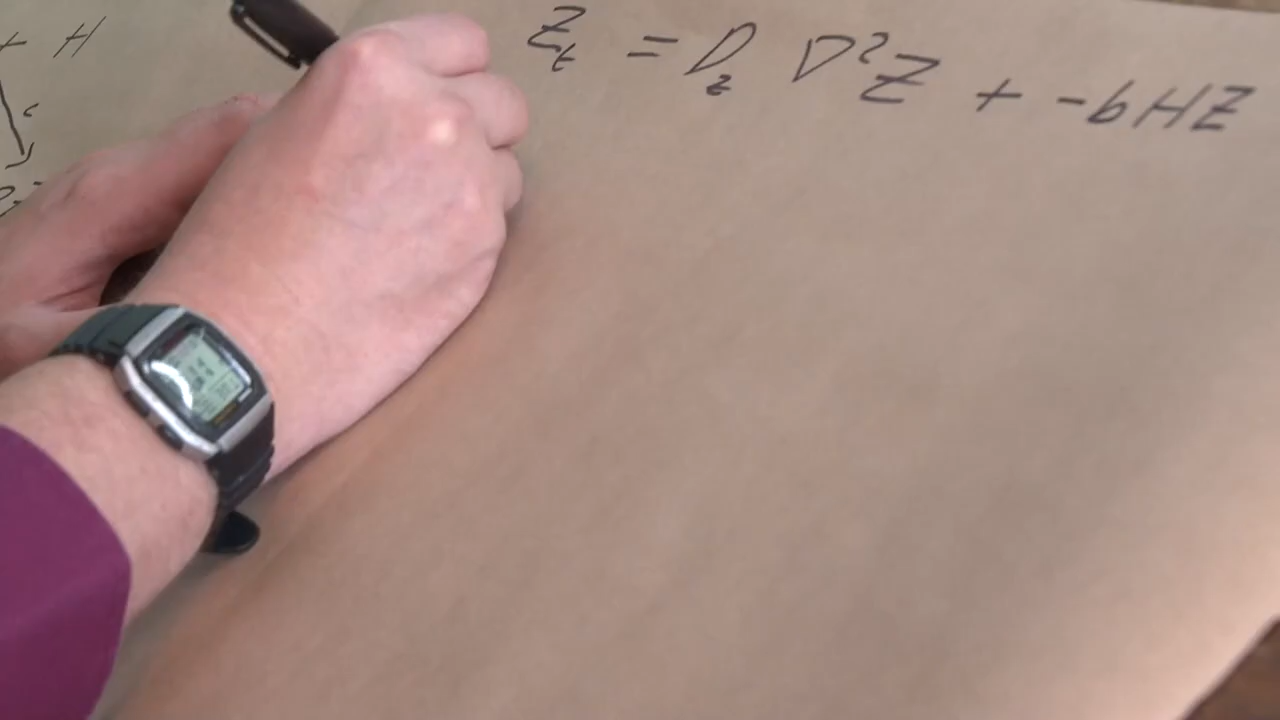 + H
Z_t = D_z ∇²Z + -bHZ
c